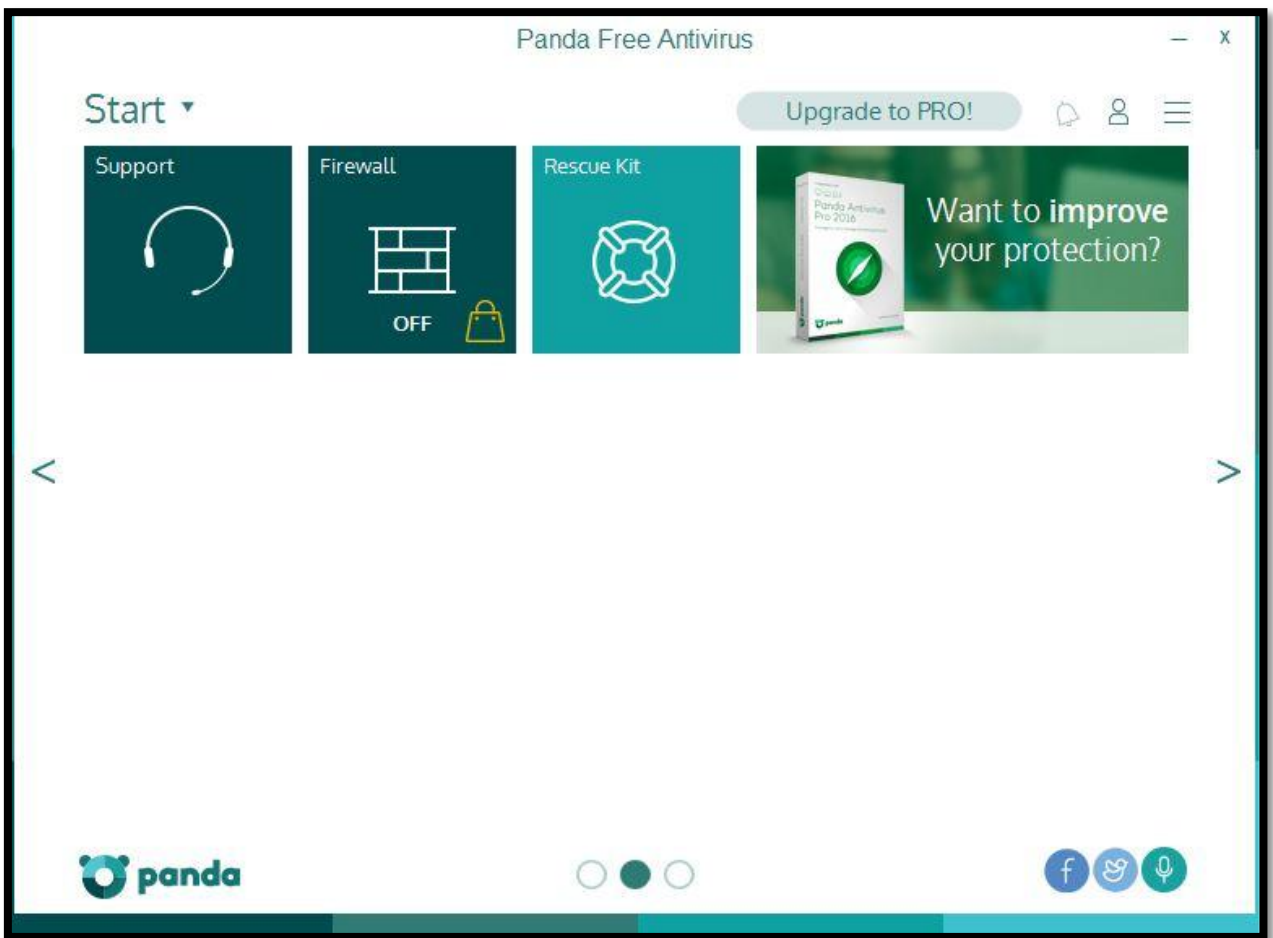 Panda Free Antivirus
Start
Upgrade to PRO!
Support
Firewall
OFF
Rescue Kit
Panda Antivirus
Pro 2016
panda
Want to improve
your protection?
panda